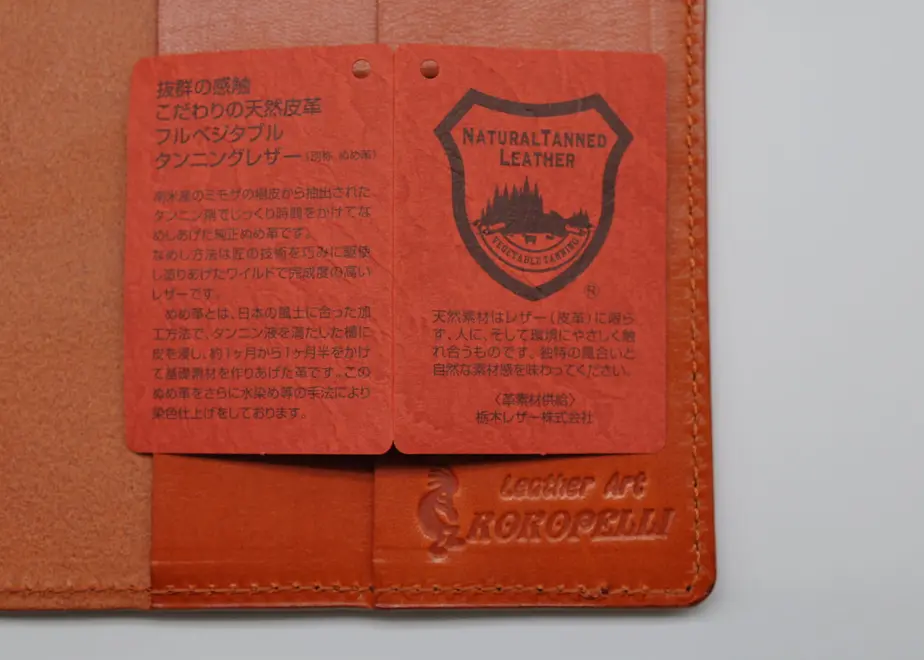 抜群の感触
こだわりの天然皮革
フルベジタブル
タンニングレザー(別称 ぬめ革)
南米産のミモザの樹皮から抽出された
タンニン剤でじっくり時間をかけてな
めしあげた純正ぬめ革です。
なめし方法は匠の技術を巧みに駆使
し塗りあげたワイルドで完成度の高い
レザーです。
ぬめ革とは、日本の風土に合った加
工方法で、タンニン液を満たした槽に
皮を浸し、約1ヶ月から1ヶ月半をかけ
て基礎素材を作りあげた革です。この
ぬめ革をさらに水染め等の手法により
染色仕上げをしております。
NATURAL TANNED
LEATHER
VEGETABLE TANNING
®
天然素材はレザー(皮革)に限ら
ず、人に、そして環境にやさしく触
れ合うものです。独特の風合いと
自然な素材感を味わってください。
〈革素材供給〉
栃木レザー株式会社
Leather Art
KOKOPELLI